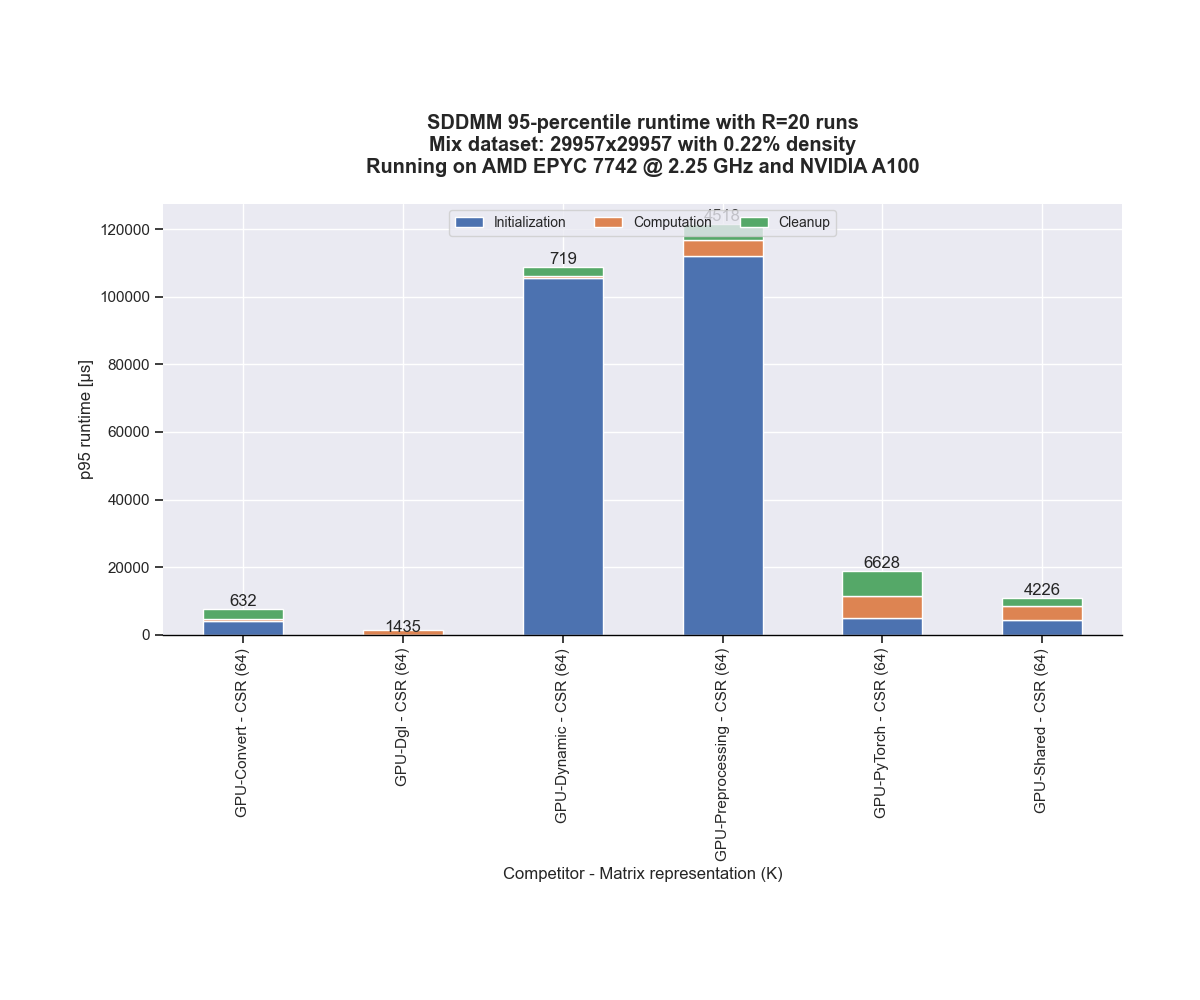 SDDMM 95-percentile runtime with R=20 runs
Mix dataset: 29957x29957 with 0.22% density
Running on AMD EPYC 7742 @ 2.25 GHz and NVIDIA A100
Initialization
Computation
Cleanup
p95 runtime [µs]
120000
100000
80000
60000
40000
20000
0
632
1435
719
4518
6628
4226
GPU-Convert - CSR (64)
GPU-Dgl - CSR (64)
GPU-Dynamic - CSR (64)
GPU-Preprocessing - CSR (64)
GPU-PyTorch - CSR (64)
GPU-Shared - CSR (64)
Competitor - Matrix representation (K)